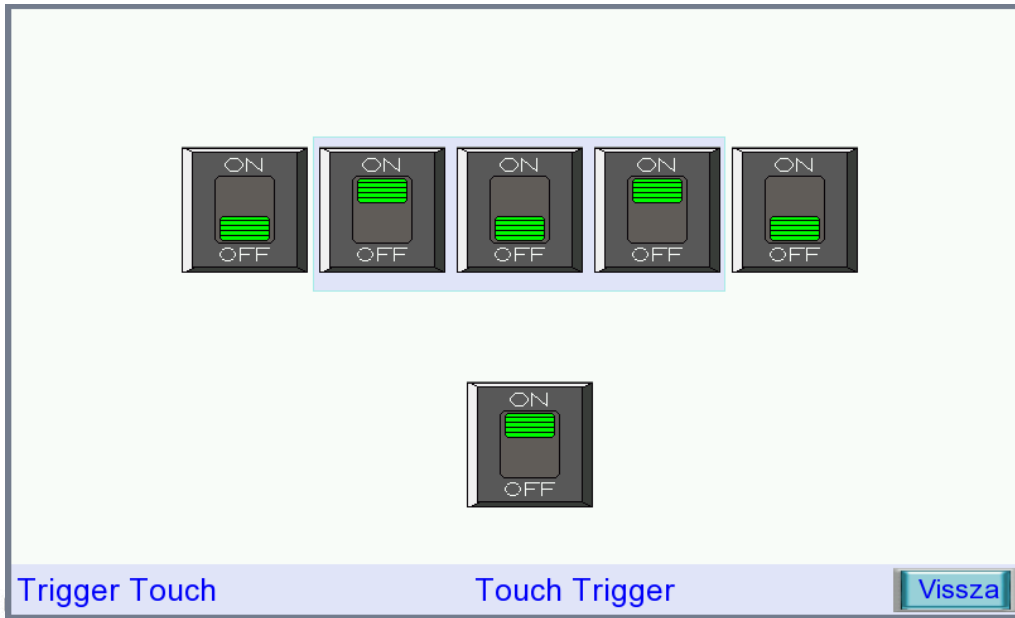 ON ON ON ON ON
OFF OFF OFF OFF OFF
ON
OFF
Trigger Touch Touch Trigger Vissza